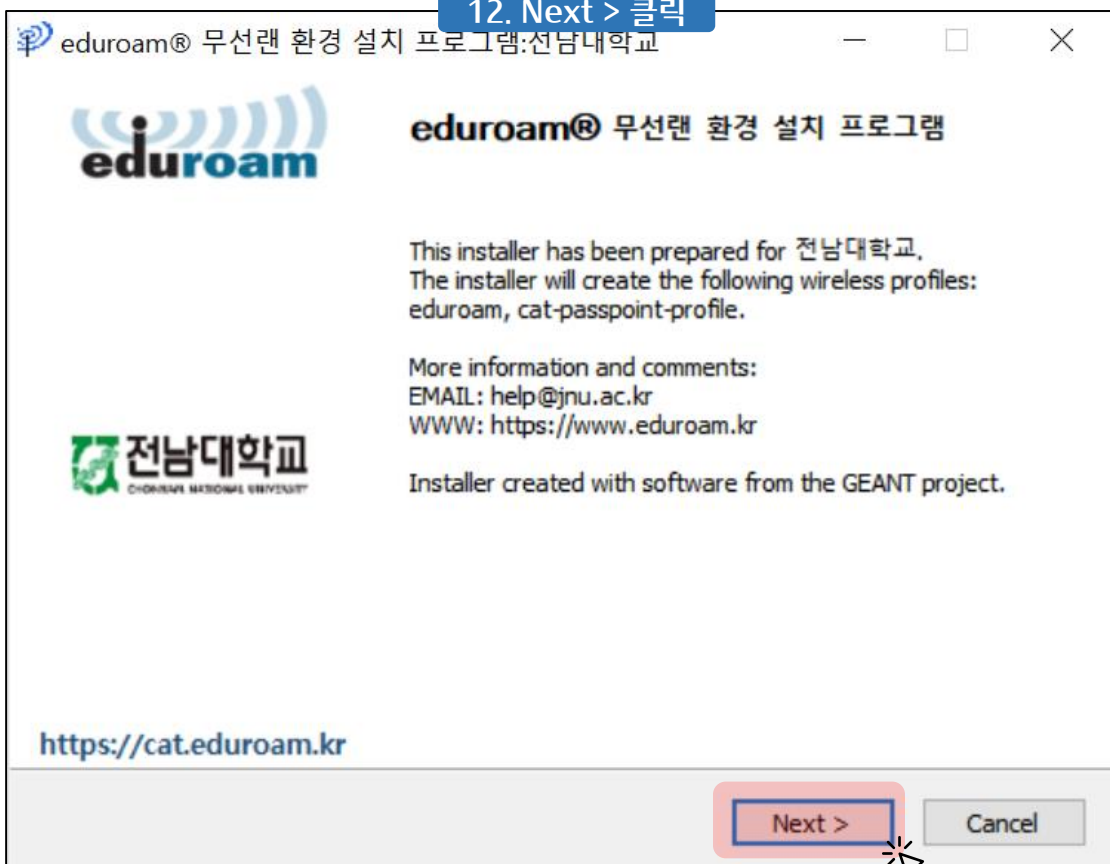 12. Next > 클릭
eduroam® 무선랜 환경 설치 프로그램:전남대학교
eduroam
eduroam® 무선랜 환경 설치 프로그램
This installer has been prepared for 전남대학교.
The installer will create the following wireless profiles:
eduroam, cat-passpoint-profile.
More information and comments:
EMAIL: help@jnu.ac.kr
WWW: https://www.eduroam.kr
전남대학교
CHONNAM NATIONAL UNIVERSITY
Installer created with software from the GEANT project.
https://cat.eduroam.kr
Next >
Cancel